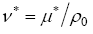 ν* = μ*/ρ₀